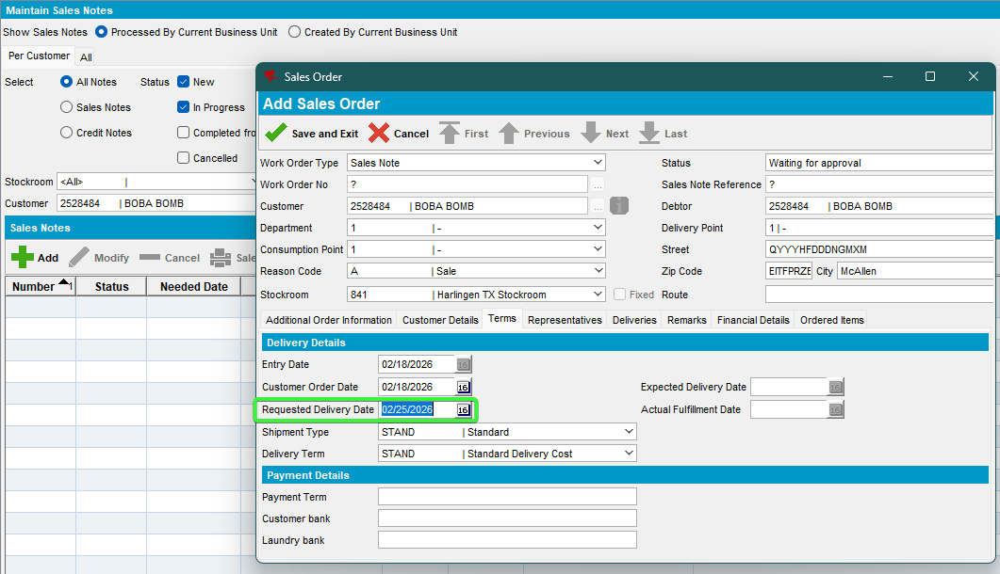 Maintain Sales Notes
Show Sales Notes Processed By Current Business Unit Created By Current Business Unit
Per Customer All
Select All Notes Status New
Sales Notes In Progress
Credit Notes Completed fro
Cancelled
Stockroom <All>
Customer 2528484 BOBA BOMB
Sales Notes
Add Modify Cancel Sale
Number 1 Status Needed Date
Sales Order
Add Sales Order
Save and Exit Cancel First Previous Next Last
Work Order Type Sales Note Status Waiting for approval
Work Order No ? ... Sales Note Reference ?
Customer 2528484 BOBA BOMB ... i Debtor 2528484 BOBA BOMB
Department 1 - Delivery Point 1 -
Consumption Point 1 - Street QYYYHFDDDNGMXM
Reason Code A Sale Zip Code EITFPRZE City McAllen
Stockroom 841 Harlingen TX Stockroom Fixed Route
Additional Order Information Customer Details Terms Representatives Deliveries Remarks Financial Details Ordered Items
Delivery Details
Entry Date 02/18/2026 16
Customer Order Date 02/18/2026 16 Expected Delivery Date 16
Requested Delivery Date 02/25/2026 16 Actual Fulfillment Date 16
Shipment Type STAND Standard
Delivery Term STAND Standard Delivery Cost
Payment Details
Payment Term
Customer bank
Laundry bank